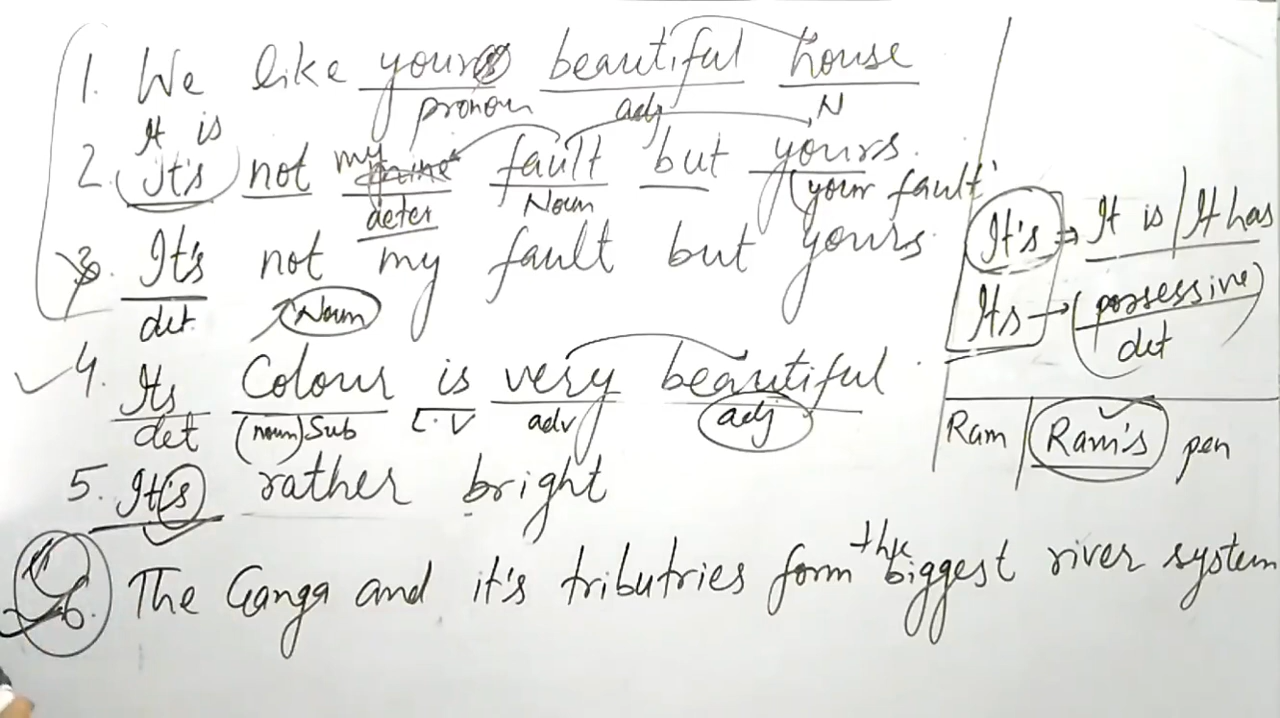 1. We like your beautiful house
pronoun adj N
It is
2. It's not my fault but yours.
deter Noun (your fault)
3. It's not my fault but yours
det Noun
4. Its Colour is very beautiful
det (noun) Sub L.V adv adj
5. It's rather bright
6. The Ganga and it's tributries form the biggest river system
It's → It is / It has
Its → (possessive)
det
Ram Ram's pen